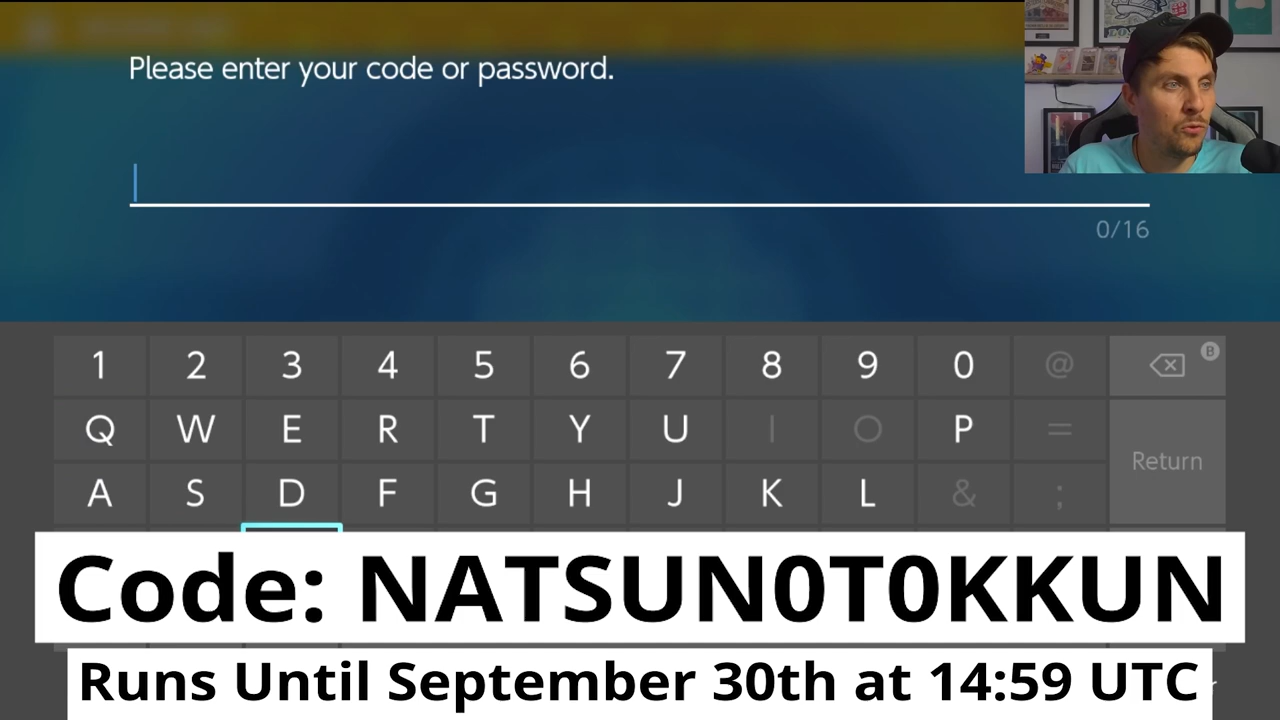 Please enter your code or password.
0/16
1 2 3 4 5 6 7 8 9 0 @ B
Q W E R T Y U I O P =
Return
A S D F G H J K L & ;
Code: NATSUN0T0KKUN
Runs Until September 30th at 14:59 UTC